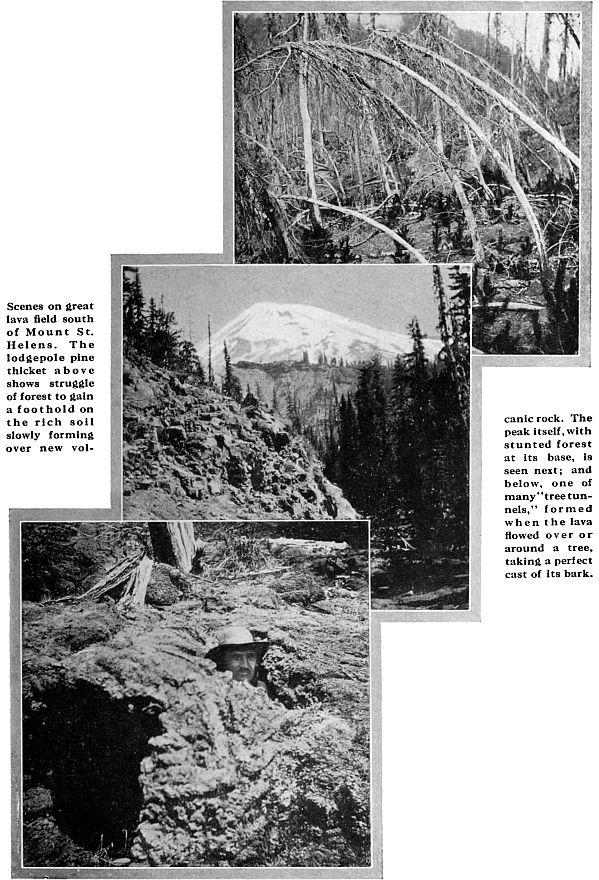 Scenes on great
lava field south
of Mount St.
Helens. The
lodgepole pine
thicket above
shows struggle
of forest to gain
a foothold on
the rich soil
slowly forming
over new vol-
canic rock. The
peak itself, with
stunted forest
at its base, is
seen next; and
below, one of
many "tree tun-
nels," formed
when the lava
flowed over or
around a tree,
taking a perfect
cast of its bark.